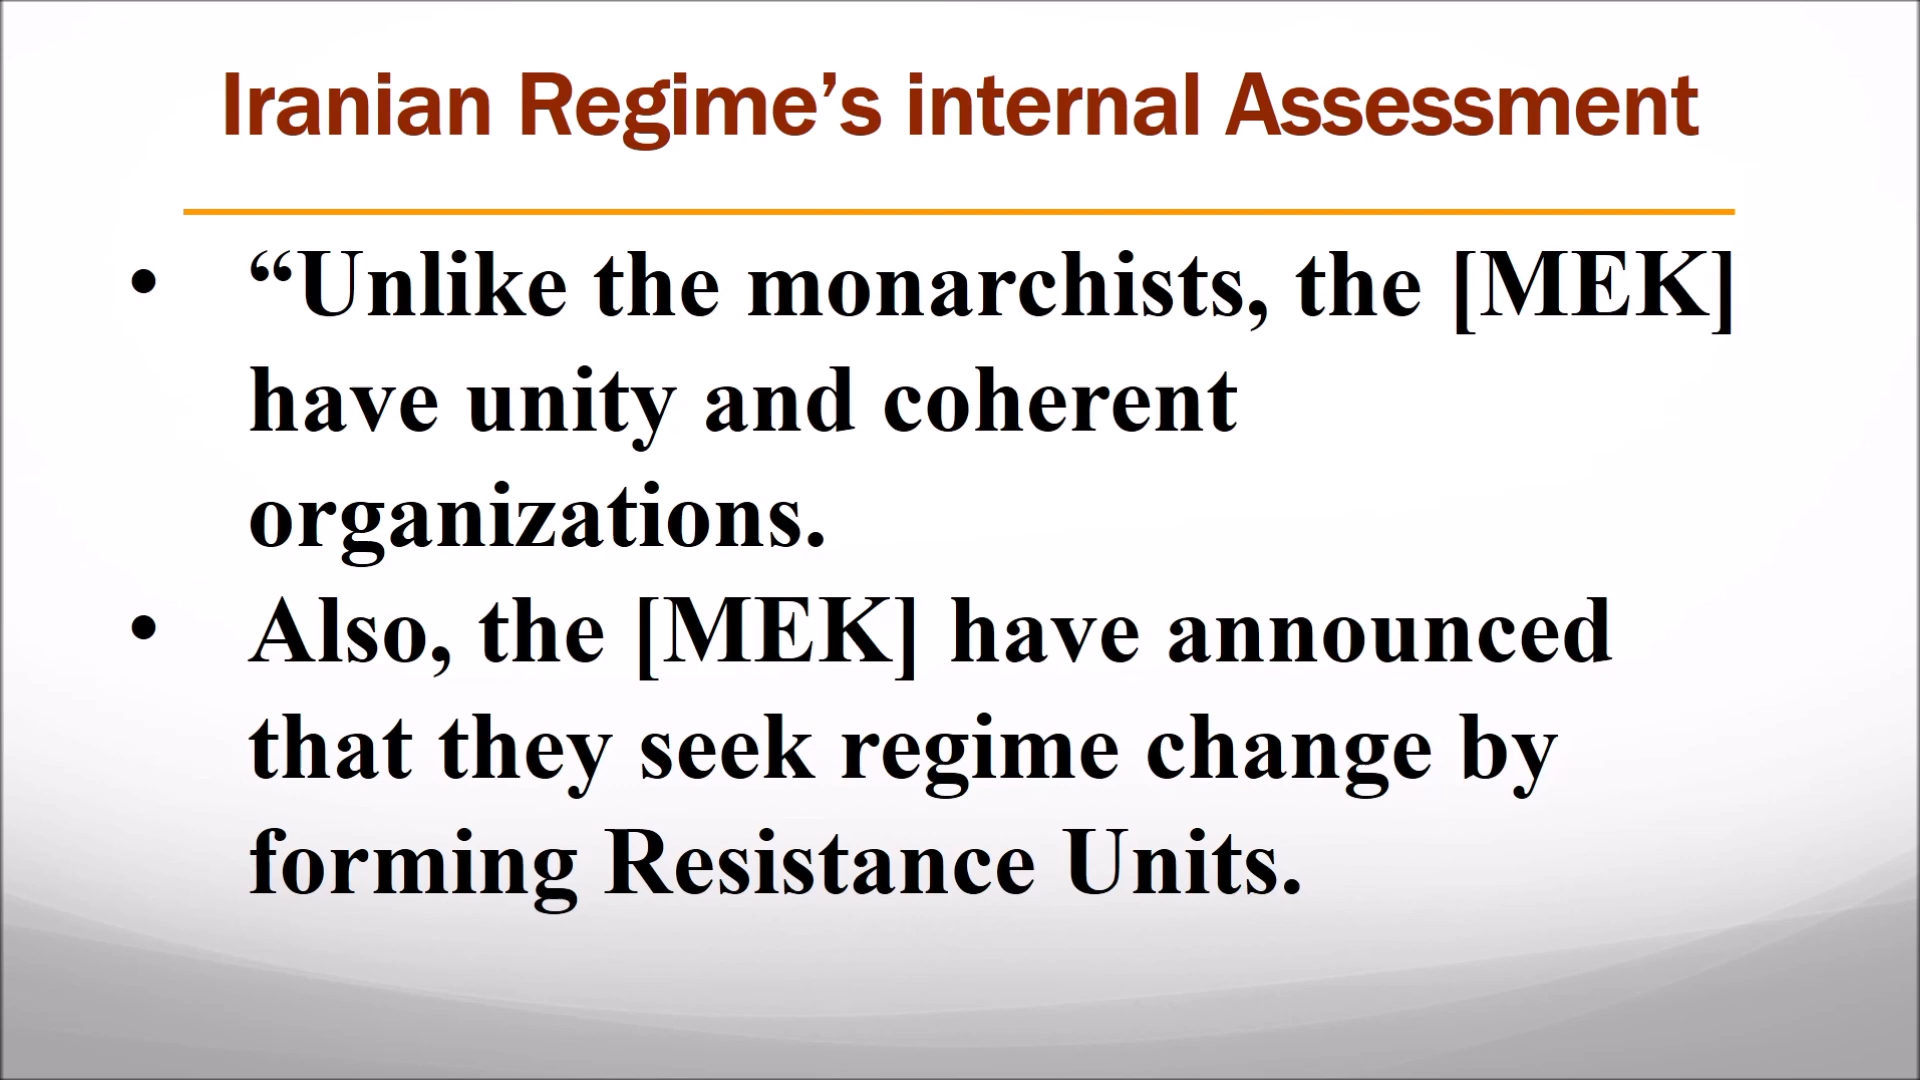 Iranian Regime’s internal Assessment
• “Unlike the monarchists, the [MEK]
have unity and coherent
organizations.
• Also, the [MEK] have announced
that they seek regime change by
forming Resistance Units.